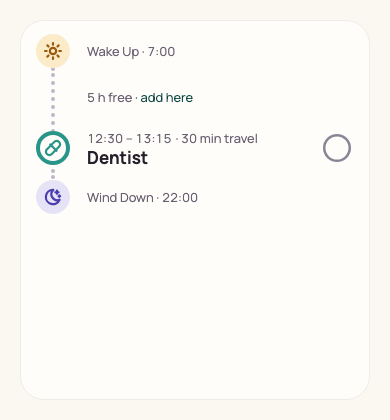 Wake Up · 7:00
5 h free · add here
12:30 – 13:15 · 30 min travel
Dentist
Wind Down · 22:00